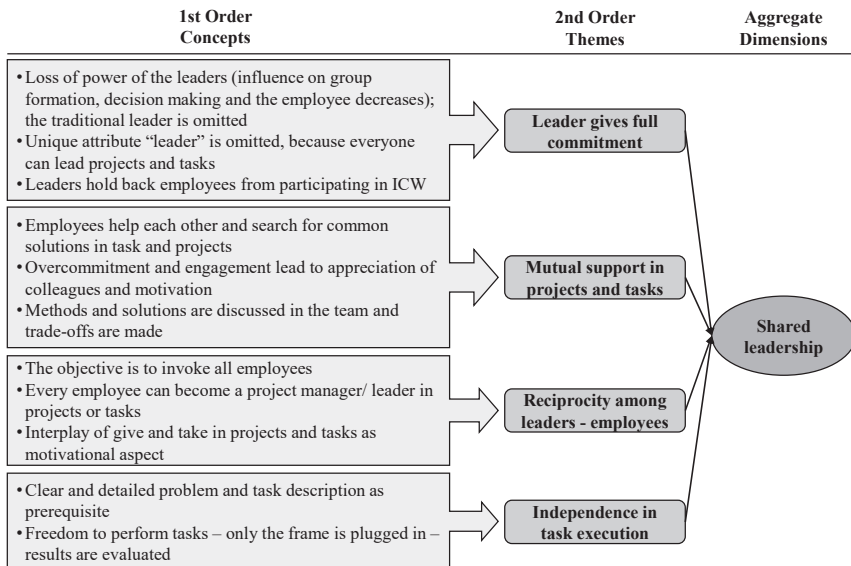 1st Order
Concepts
2nd Order
Themes
Aggregate
Dimensions
• Loss of power of the leaders (influence on group
formation, decision making and the employee decreases);
the traditional leader is omitted
• Unique attribute “leader” is omitted, because everyone
can lead projects and tasks
• Leaders hold back employees from participating in ICW
Leader gives full
commitment
• Employees help each other and search for common
solutions in task and projects
• Overcommitment and engagement lead to appreciation of
colleagues and motivation
• Methods and solutions are discussed in the team and
trade-offs are made
Mutual support in
projects and tasks
Shared
leadership
• The objective is to invoke all employees
• Every employee can become a project manager/ leader in
projects or tasks
• Interplay of give and take in projects and tasks as
motivational aspect
Reciprocity among
leaders - employees
• Clear and detailed problem and task description as
prerequisite
• Freedom to perform tasks – only the frame is plugged in –
results are evaluated
Independence in
task execution